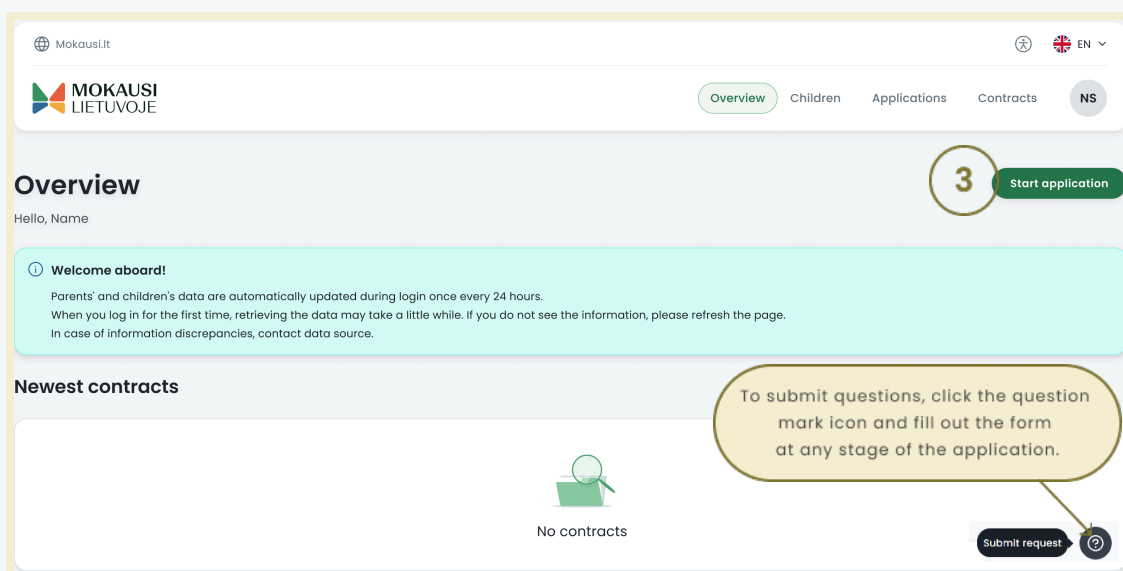 Mokausi.lt
EN
MOKAUSI
LIETUVOJE
Overview
Children
Applications
Contracts
NS
Overview
3
Start application
Hello, Name
Welcome aboard!
Parents' and children's data are automatically updated during login once every 24 hours.
When you log in for the first time, retrieving the data may take a little while. If you do not see the information, please refresh the page.
In case of information discrepancies, contact data source.
Newest contracts
To submit questions, click the question
mark icon and fill out the form
at any stage of the application.
No contracts
Submit request
?